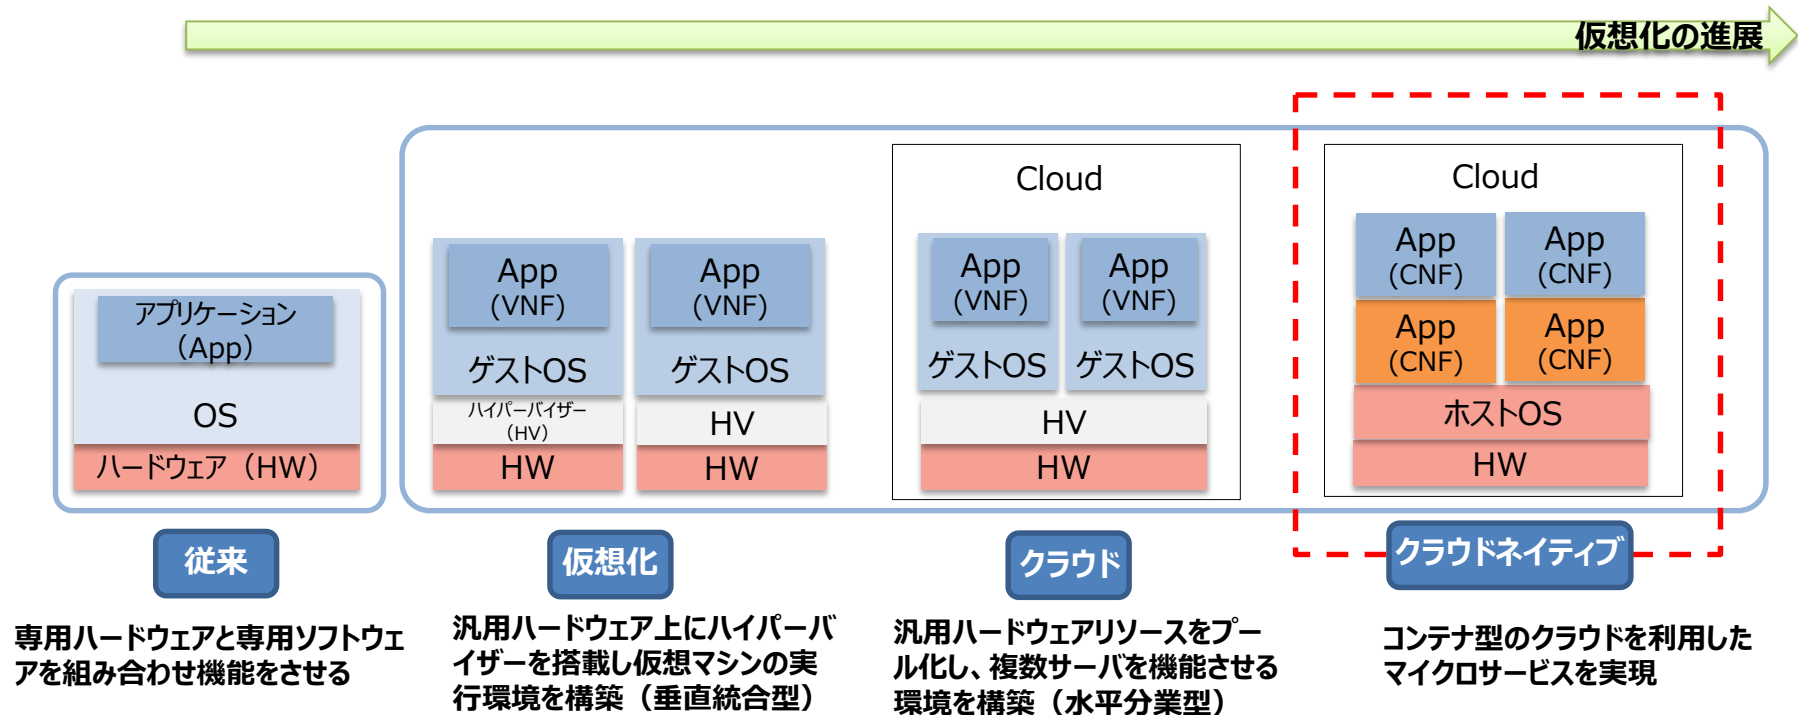 仮想化の進展
アプリケーション
（App）
OS
ハードウェア（HW）
従来
専用ハードウェアと専用ソフトウェ
アを組み合わせ機能をさせる
App
(VNF)
ゲストOS
ハイパーバイザー
（HV）
HW
App
(VNF)
ゲストOS
HV
HW
仮想化
汎用ハードウェア上にハイパーバ
イザーを搭載し仮想マシンの実
行環境を構築（垂直統合型）
Cloud
App
(VNF)
ゲストOS
App
(VNF)
ゲストOS
HV
HW
クラウド
汎用ハードウェアリソースをプー
ル化し、複数サーバを機能させる
環境を構築（水平分業型）
Cloud
App
(CNF)
App
(CNF)
App
(CNF)
App
(CNF)
ホストOS
HW
クラウドネイティブ
コンテナ型のクラウドを利用した
マイクロサービスを実現